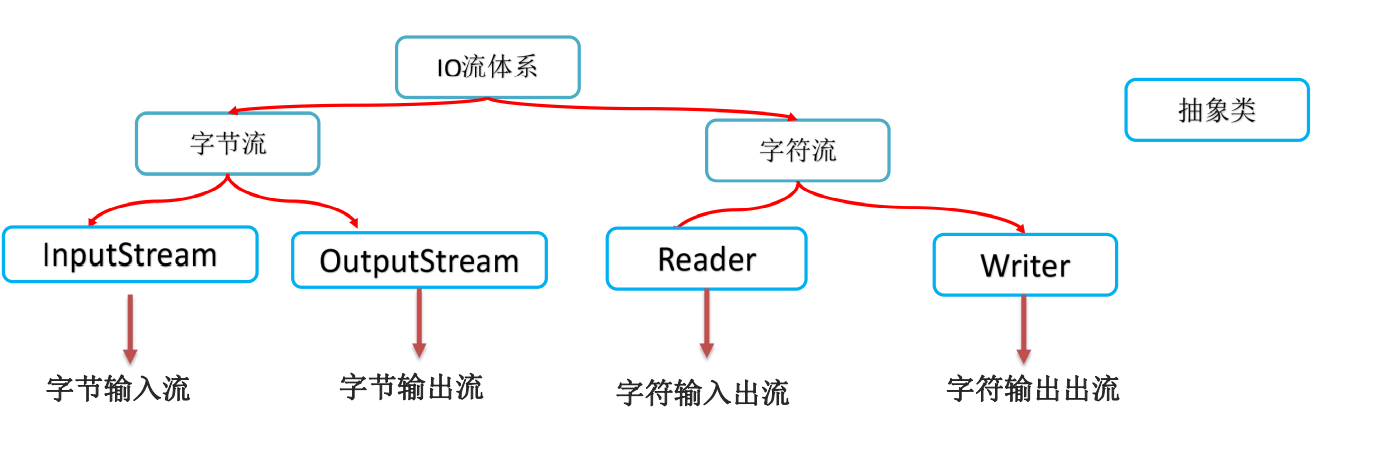 IO流体系
抽象类
字节流
字符流
InputStream
OutputStream
Reader
Writer
字节输入流
字节输出流
字符输入出流
字符输出出流